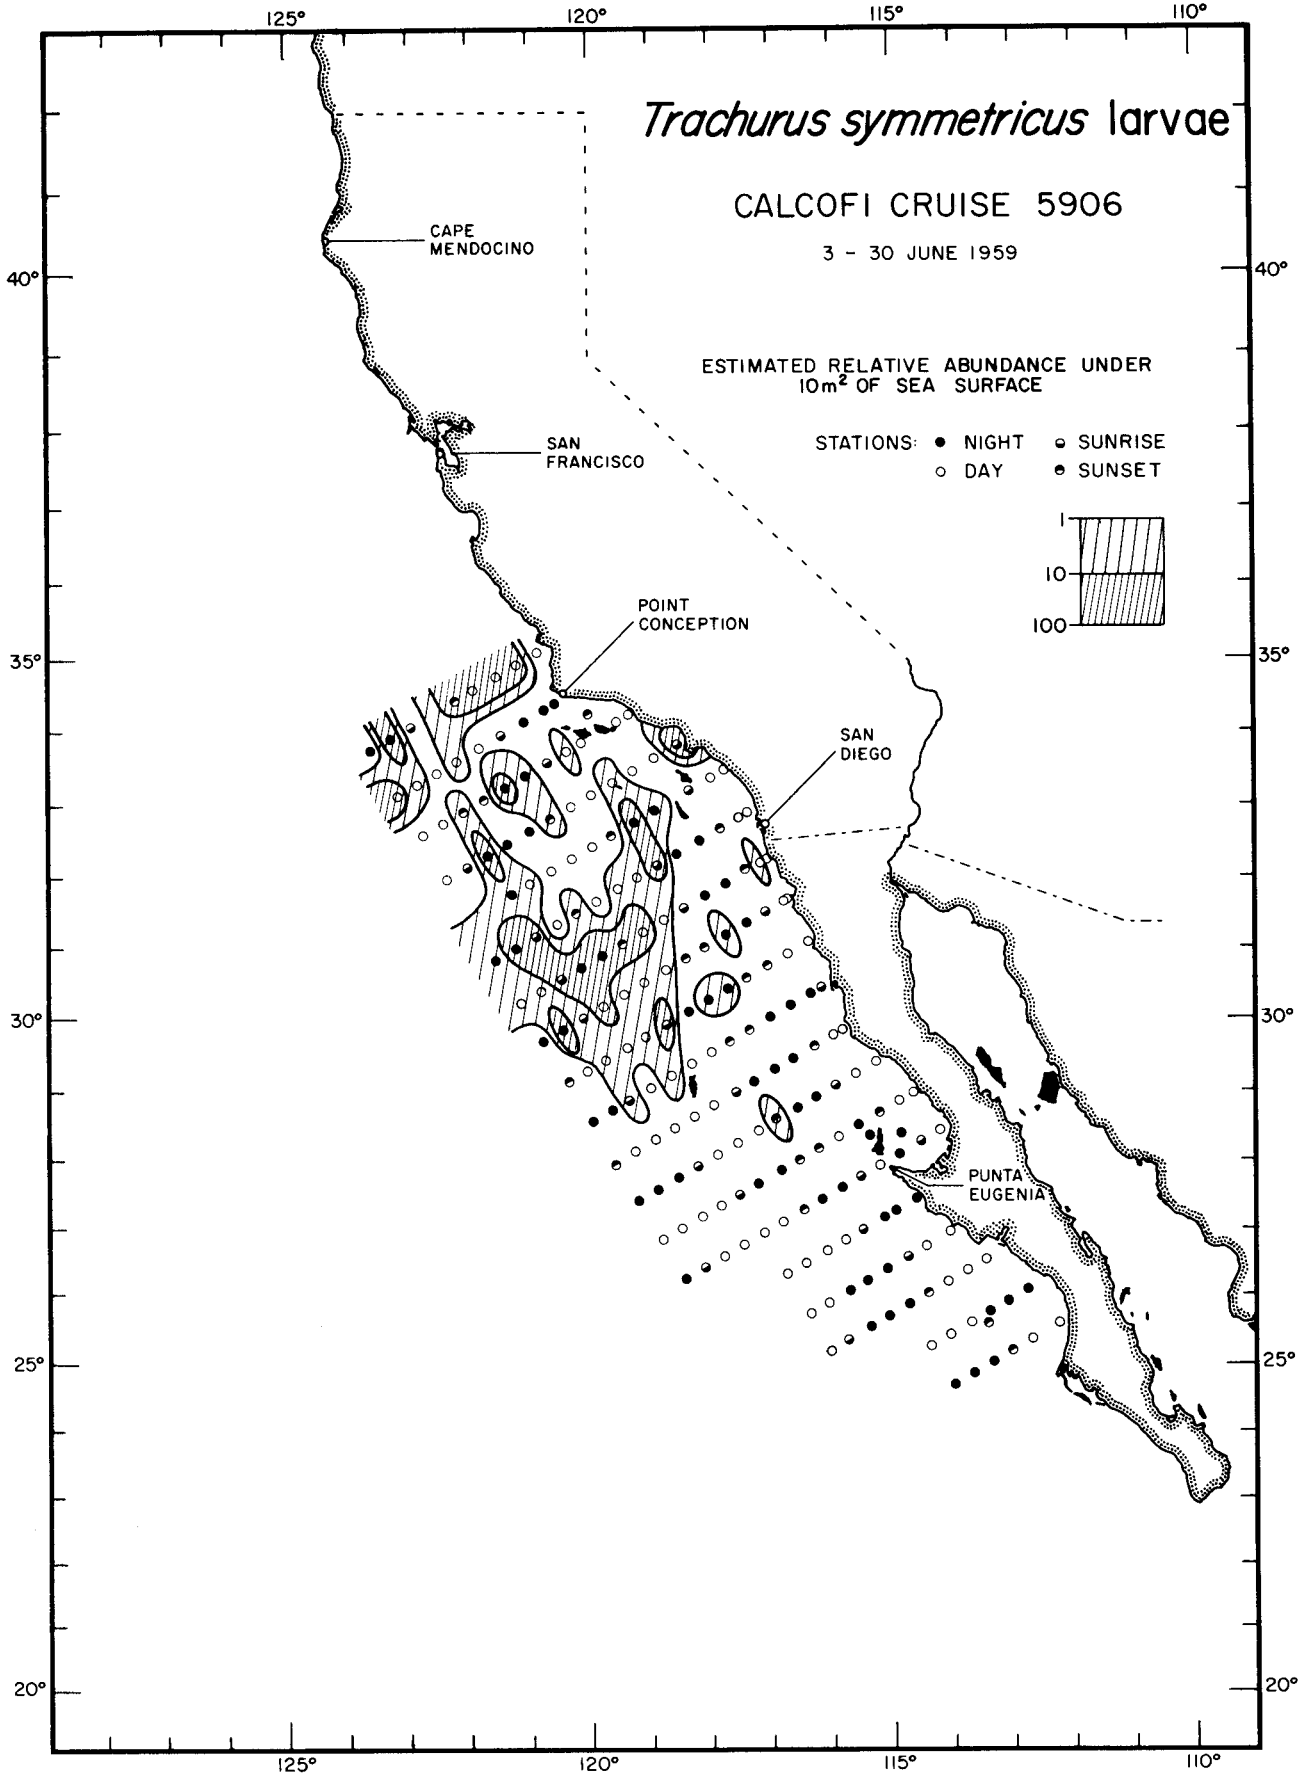 125° 120° 115° 110°
Trachurus symmetricus larvae
CALCOFI CRUISE 5906
3 - 30 JUNE 1959
CAPE
MENDOCINO
40° 40°
ESTIMATED RELATIVE ABUNDANCE UNDER
10m² OF SEA SURFACE
STATIONS: NIGHT SUNRISE
DAY SUNSET
SAN
FRANCISCO
1
10
100
POINT
CONCEPTION
35° 35°
SAN
DIEGO
30° 30°
PUNTA
EUGENIA
25° 25°
20° 20°
125° 120° 115° 110°